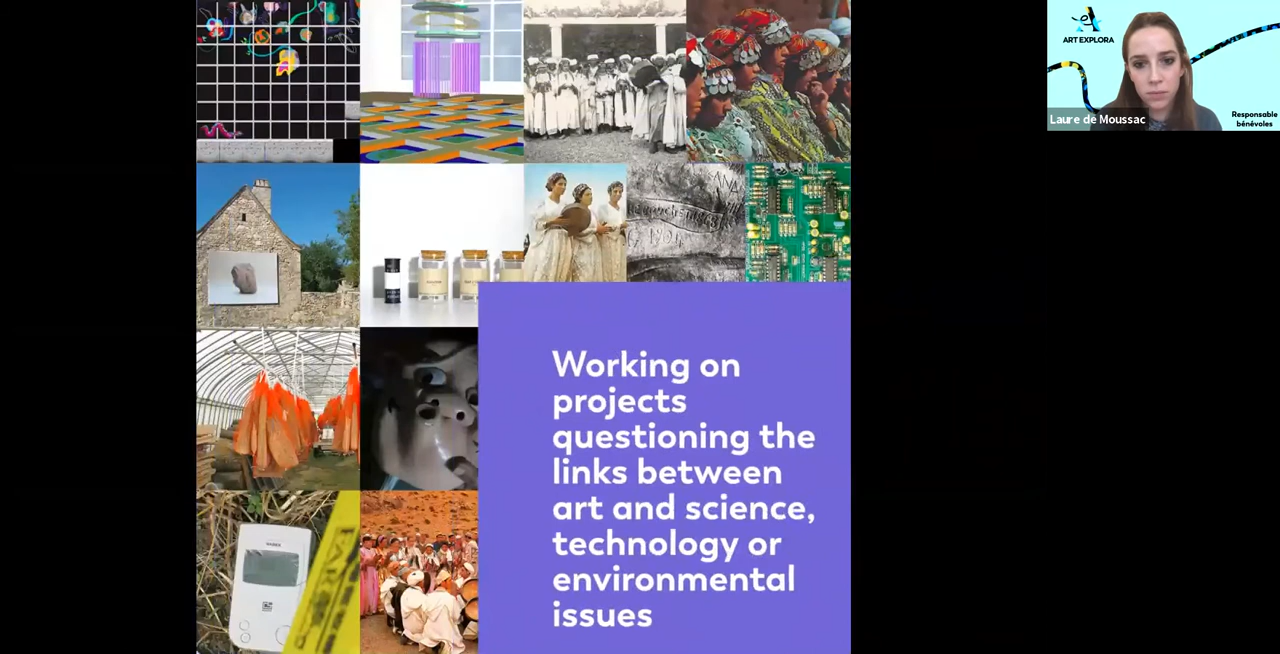 ART EXPLORA
Laure de Moussac
Responsable
bénévoles
Working on
projects
questioning the
links between
art and science,
technology or
environmental
issues